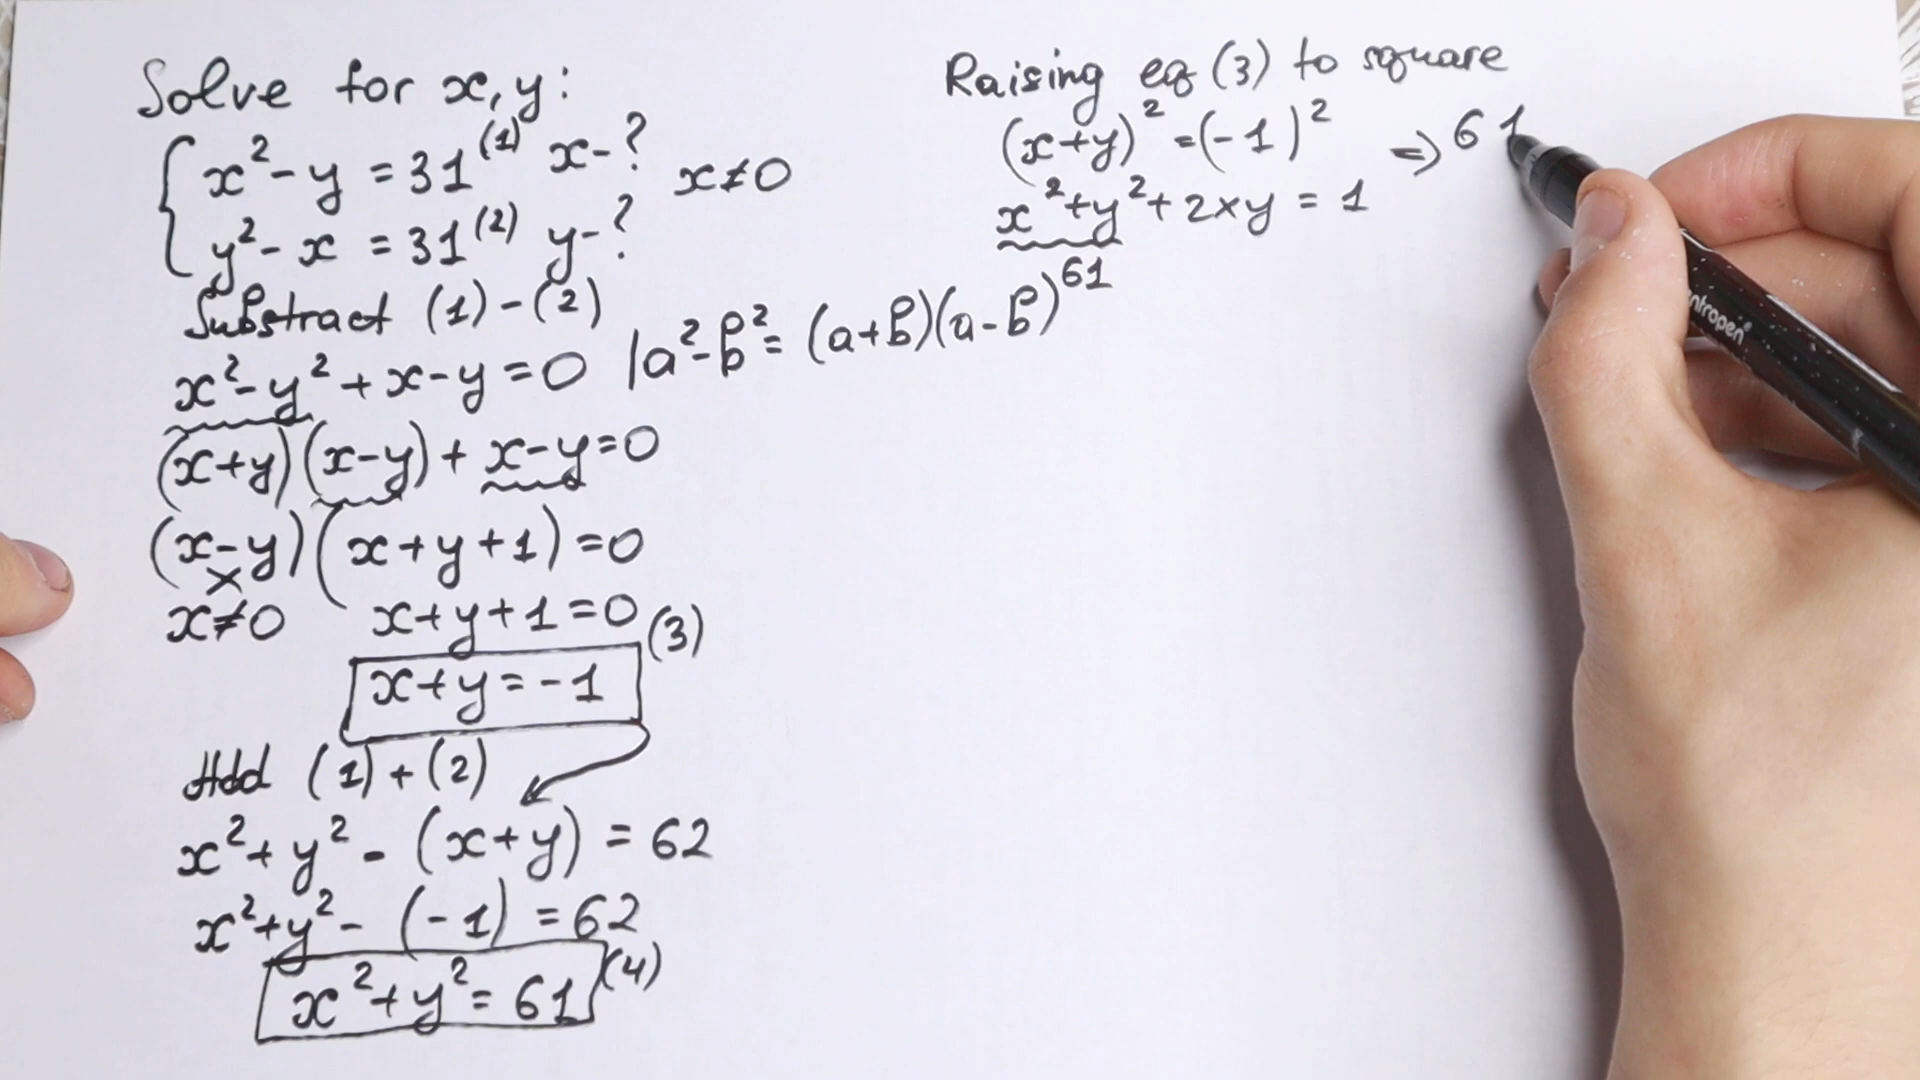 Solve for x, y:
x² - y = 31 (1) x - ?
x ≠ 0
y² - x = 31 (2) y - ?
Substract (1) - (2)
x² - y² + x - y = 0 | a² - b² = (a+b)(a-b)
(x+y)(x-y) + x - y = 0
(x-y)(x+y+1) = 0
x ≠ 0 x+y+1 = 0
x+y = -1 (3)
Add (1) + (2)
x² + y² - (x+y) = 62
x² + y² - (-1) = 62
x² + y² = 61 (4)
Raising eq (3) to square
(x+y)² = (-1)² => 61
x² + y² + 2xy = 1
61
centropen